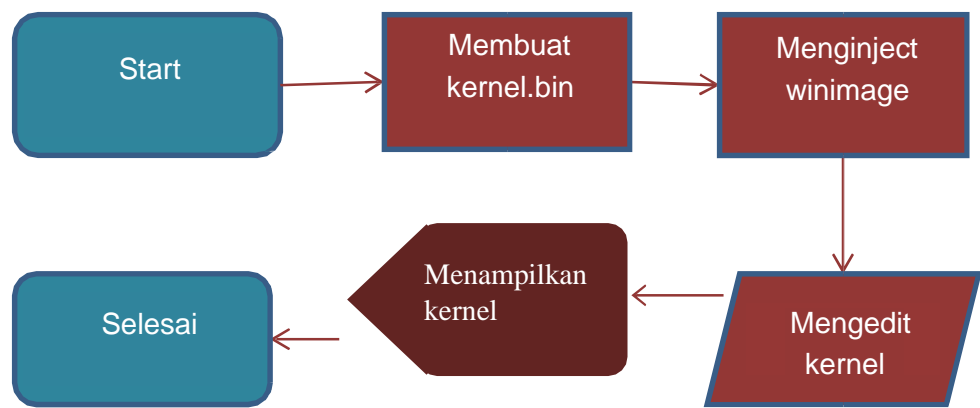 Start
Membuat
kernel.bin
Menginject
winimage
Mengedit
kernel
Menampilkan
kernel
Selesai